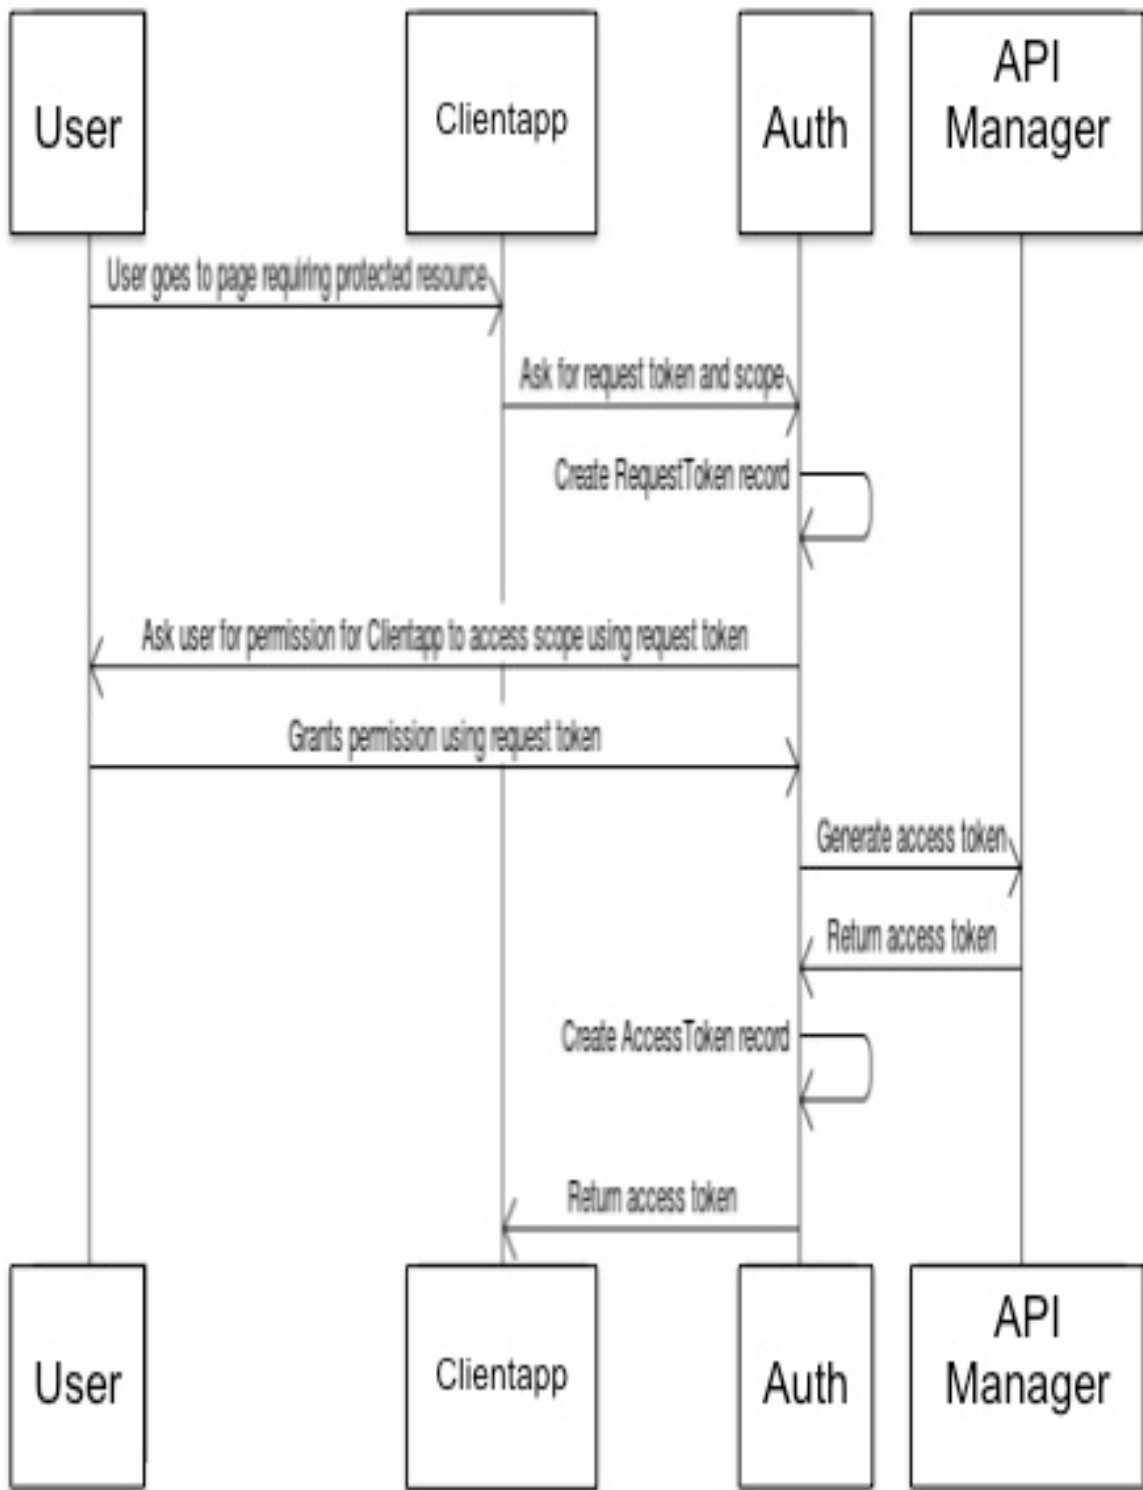 User
Clientapp
Auth
API
Manager
User goes to page requiring protected resource
Ask for request token and scope
Create RequestToken record
Ask user for permission for Clientapp to access scope using request token
Grants permission using request token
Generate access token
Return access token
Create AccessToken record
Return access token
User
Clientapp
Auth
API
Manager